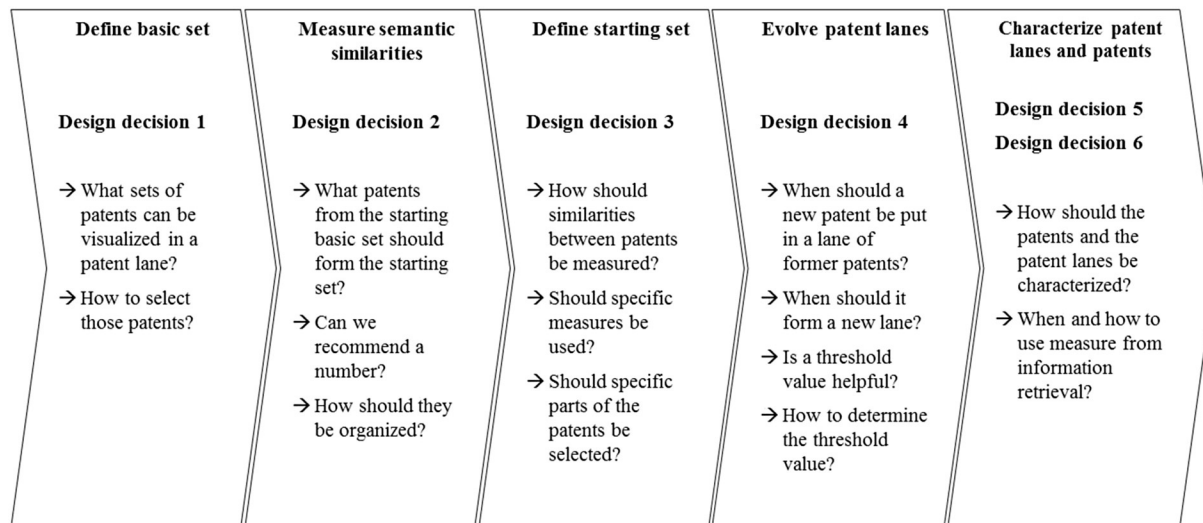 Define basic set
Design decision 1
→ What sets of
patents can be
visualized in a
patent lane?
→ How to select
those patents?
Measure semantic
similarities
Design decision 2
→ What patents
from the starting
basic set should
form the starting
set?
→ Can we
recommend a
number?
→ How should they
be organized?
Define starting set
Design decision 3
→ How should
similarities
between patents
be measured?
→ Should specific
measures be
used?
→ Should specific
parts of the
patents be
selected?
Evolve patent lanes
Design decision 4
→ When should a
new patent be put
in a lane of
former patents?
→ When should it
form a new lane?
→ Is a threshold
value helpful?
→ How to determine
the threshold
value?
Characterize patent
lanes and patents
Design decision 5
Design decision 6
→ How should the
patents and the
patent lanes be
characterized?
→ When and how to
use measure from
information
retrieval?